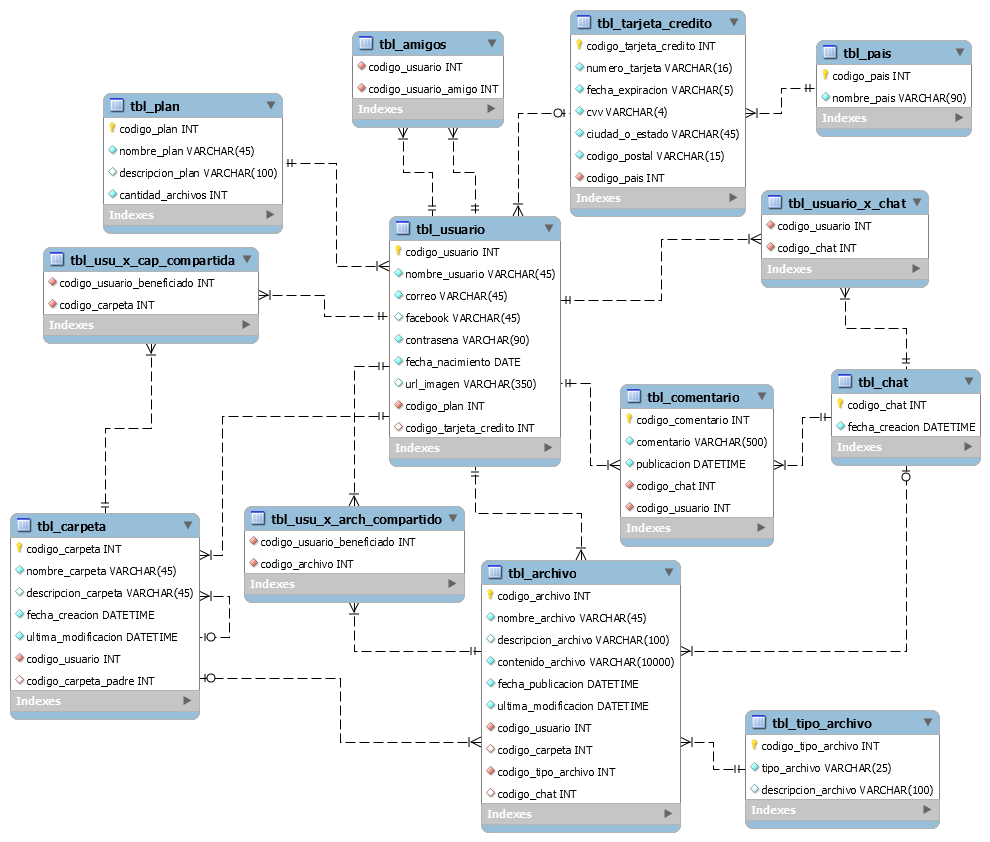 tbl_amigos
codigo_usuario INT
codigo_usuario_amigo INT
Indexes
tbl_tarjeta_credito
codigo_tarjeta_credito INT
numero_tarjeta VARCHAR(16)
fecha_expiracion VARCHAR(5)
cvv VARCHAR(4)
ciudad_o_estado VARCHAR(45)
codigo_postal VARCHAR(15)
codigo_pais INT
Indexes
tbl_pais
codigo_pais INT
nombre_pais VARCHAR(90)
Indexes
tbl_plan
codigo_plan INT
nombre_plan VARCHAR(45)
descripcion_plan VARCHAR(100)
cantidad_archivos INT
Indexes
tbl_usuario
codigo_usuario INT
nombre_usuario VARCHAR(45)
correo VARCHAR(45)
facebook VARCHAR(45)
contrasena VARCHAR(90)
fecha_nacimiento DATE
url_imagen VARCHAR(350)
codigo_plan INT
codigo_tarjeta_credito INT
Indexes
tbl_usuario_x_chat
codigo_usuario INT
codigo_chat INT
Indexes
tbl_usu_x_cap_compartida
codigo_usuario_beneficiado INT
codigo_carpeta INT
Indexes
tbl_comentario
codigo_comentario INT
comentario VARCHAR(500)
publicacion DATETIME
codigo_chat INT
codigo_usuario INT
Indexes
tbl_chat
codigo_chat INT
fecha_creacion DATETIME
Indexes
tbl_carpeta
codigo_carpeta INT
nombre_carpeta VARCHAR(45)
descripcion_carpeta VARCHAR(45)
fecha_creacion DATETIME
ultima_modificacion DATETIME
codigo_usuario INT
codigo_carpeta_padre INT
Indexes
tbl_usu_x_arch_compartido
codigo_usuario_beneficiado INT
codigo_archivo INT
Indexes
tbl_archivo
codigo_archivo INT
nombre_archivo VARCHAR(45)
descripcion_archivo VARCHAR(100)
contenido_archivo VARCHAR(10000)
fecha_publicacion DATETIME
ultima_modificacion DATETIME
codigo_usuario INT
codigo_carpeta INT
codigo_tipo_archivo INT
codigo_chat INT
Indexes
tbl_tipo_archivo
codigo_tipo_archivo INT
tipo_archivo VARCHAR(25)
descripcion_archivo VARCHAR(100)
Indexes